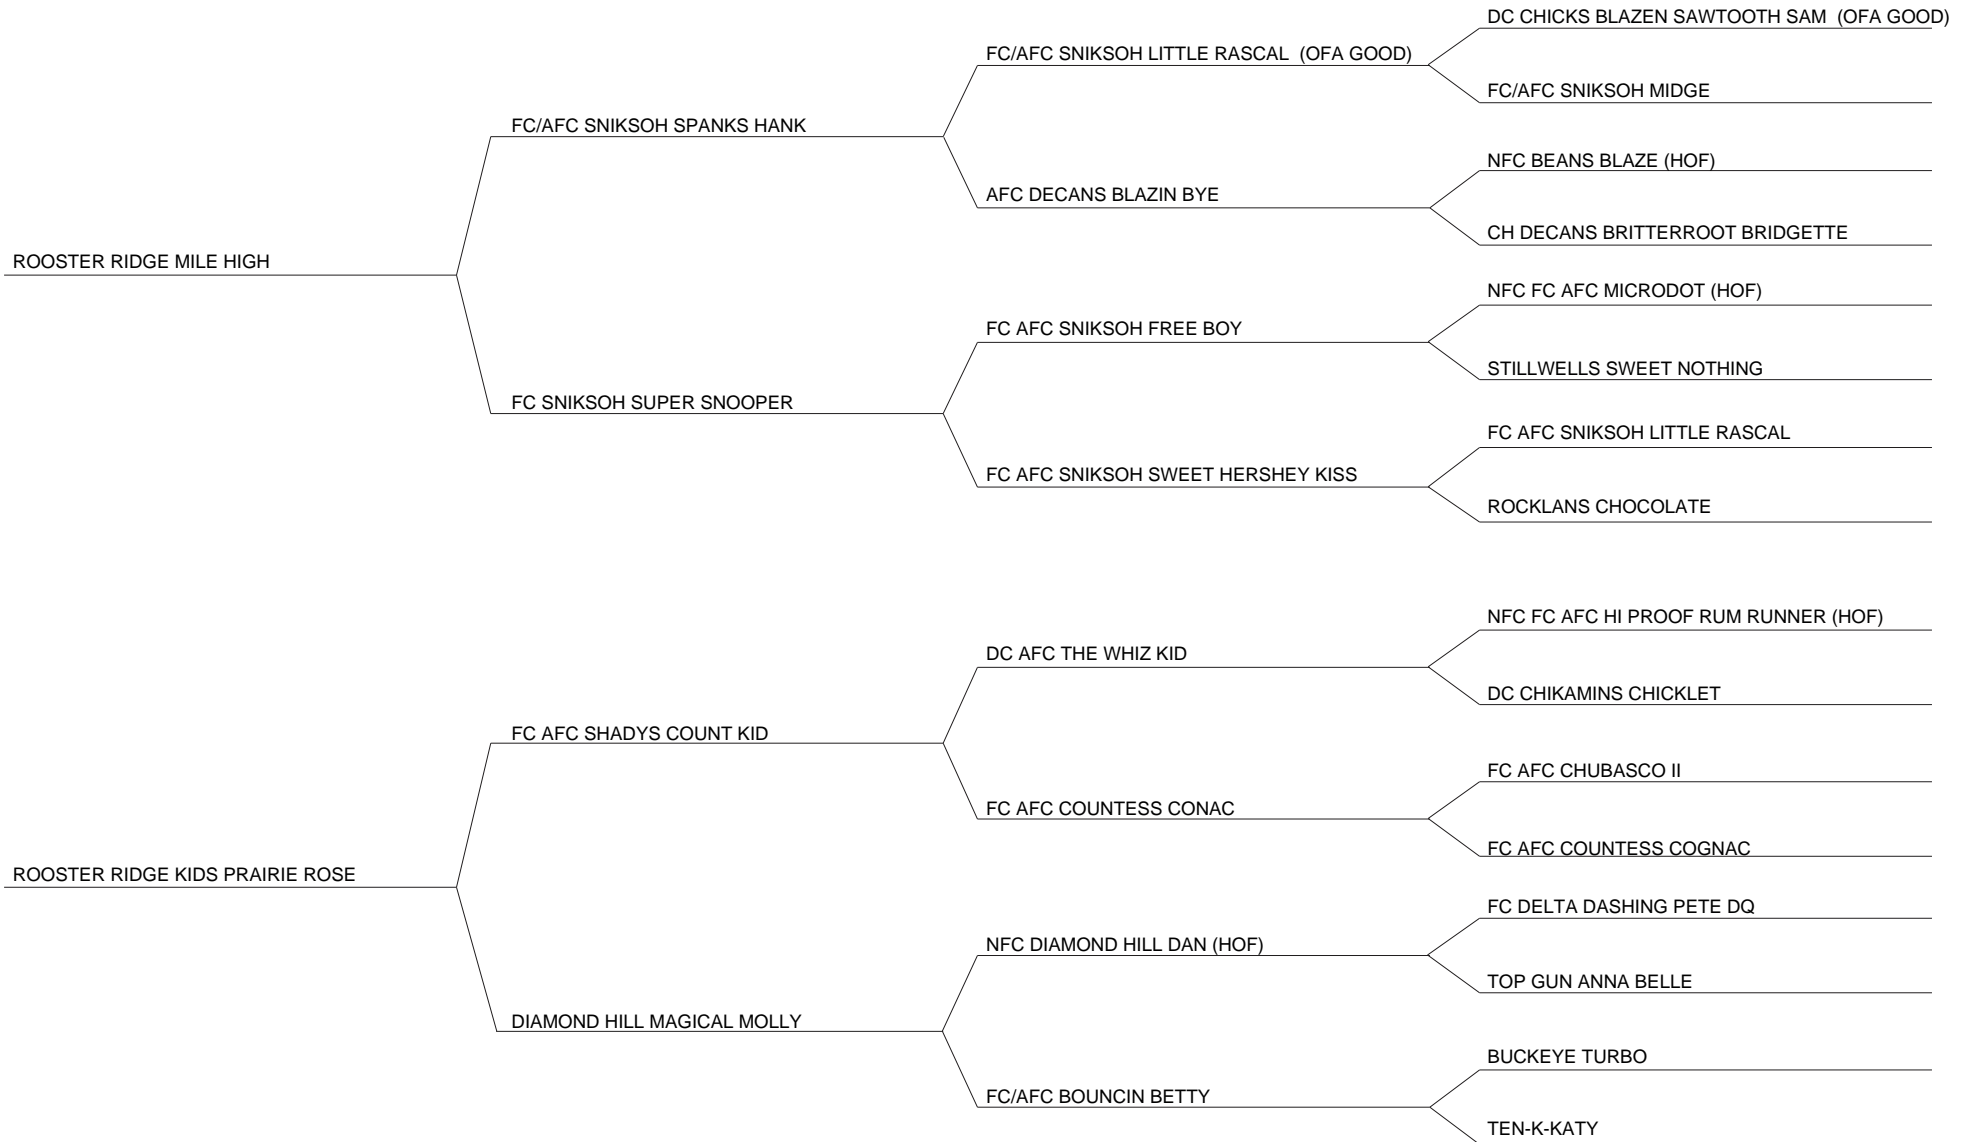 DC CHICKS BLAZEN SAWTOOTH SAM  (OFA GOOD)
FC/AFC SNIKSOH LITTLE RASCAL  (OFA GOOD)
FC/AFC SNIKSOH MIDGE
FC/AFC SNIKSOH SPANKS HANK
NFC BEANS BLAZE (HOF)
AFC DECANS BLAZIN BYE
CH DECANS BRITTERROOT BRIDGETTE
ROOSTER RIDGE MILE HIGH
NFC FC AFC MICRODOT (HOF)
FC AFC SNIKSOH FREE BOY
STILLWELLS SWEET NOTHING
FC SNIKSOH SUPER SNOOPER
FC AFC SNIKSOH LITTLE RASCAL
FC AFC SNIKSOH SWEET HERSHEY KISS
ROCKLANS CHOCOLATE
NFC FC AFC HI PROOF RUM RUNNER (HOF)
DC AFC THE WHIZ KID
DC CHIKAMINS CHICKLET
FC AFC SHADYS COUNT KID
FC AFC CHUBASCO II
FC AFC COUNTESS CONAC
FC AFC COUNTESS COGNAC
ROOSTER RIDGE KIDS PRAIRIE ROSE
FC DELTA DASHING PETE DQ
NFC DIAMOND HILL DAN (HOF)
TOP GUN ANNA BELLE
DIAMOND HILL MAGICAL MOLLY
BUCKEYE TURBO
FC/AFC BOUNCIN BETTY
TEN-K-KATY